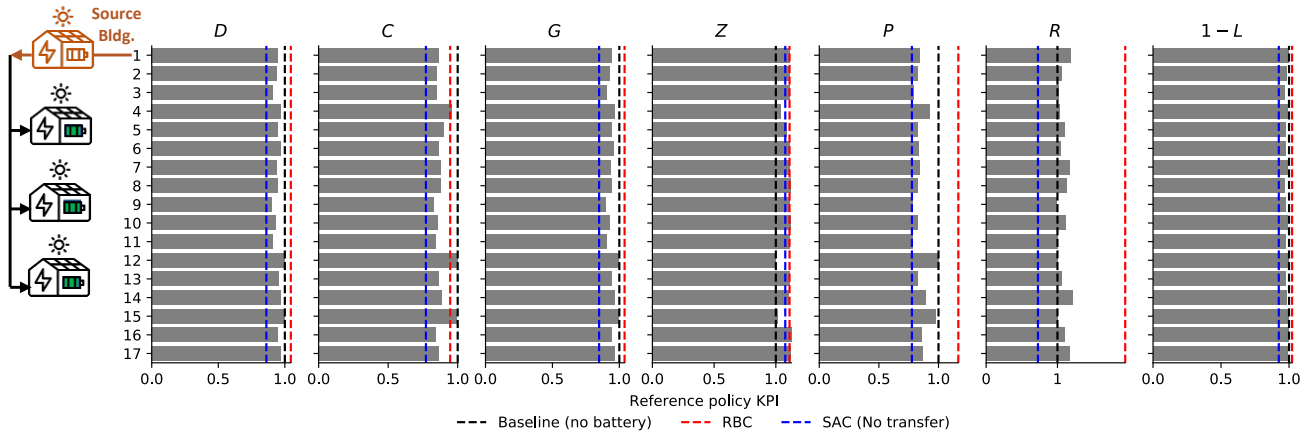 Source
Bldg.
D C G Z P R 1 − L
1
2
3
4
5
6
7
8
9
10
11
12
13
14
15
16
17
0.0 0.5 1.0 0.0 0.5 1.0 0.0 0.5 1.0 0.0 0.5 1.0 0.0 0.5 1.0 0 1 0.0 0.5 1.0
Reference policy KPI
Baseline (no battery) RBC SAC (No transfer)